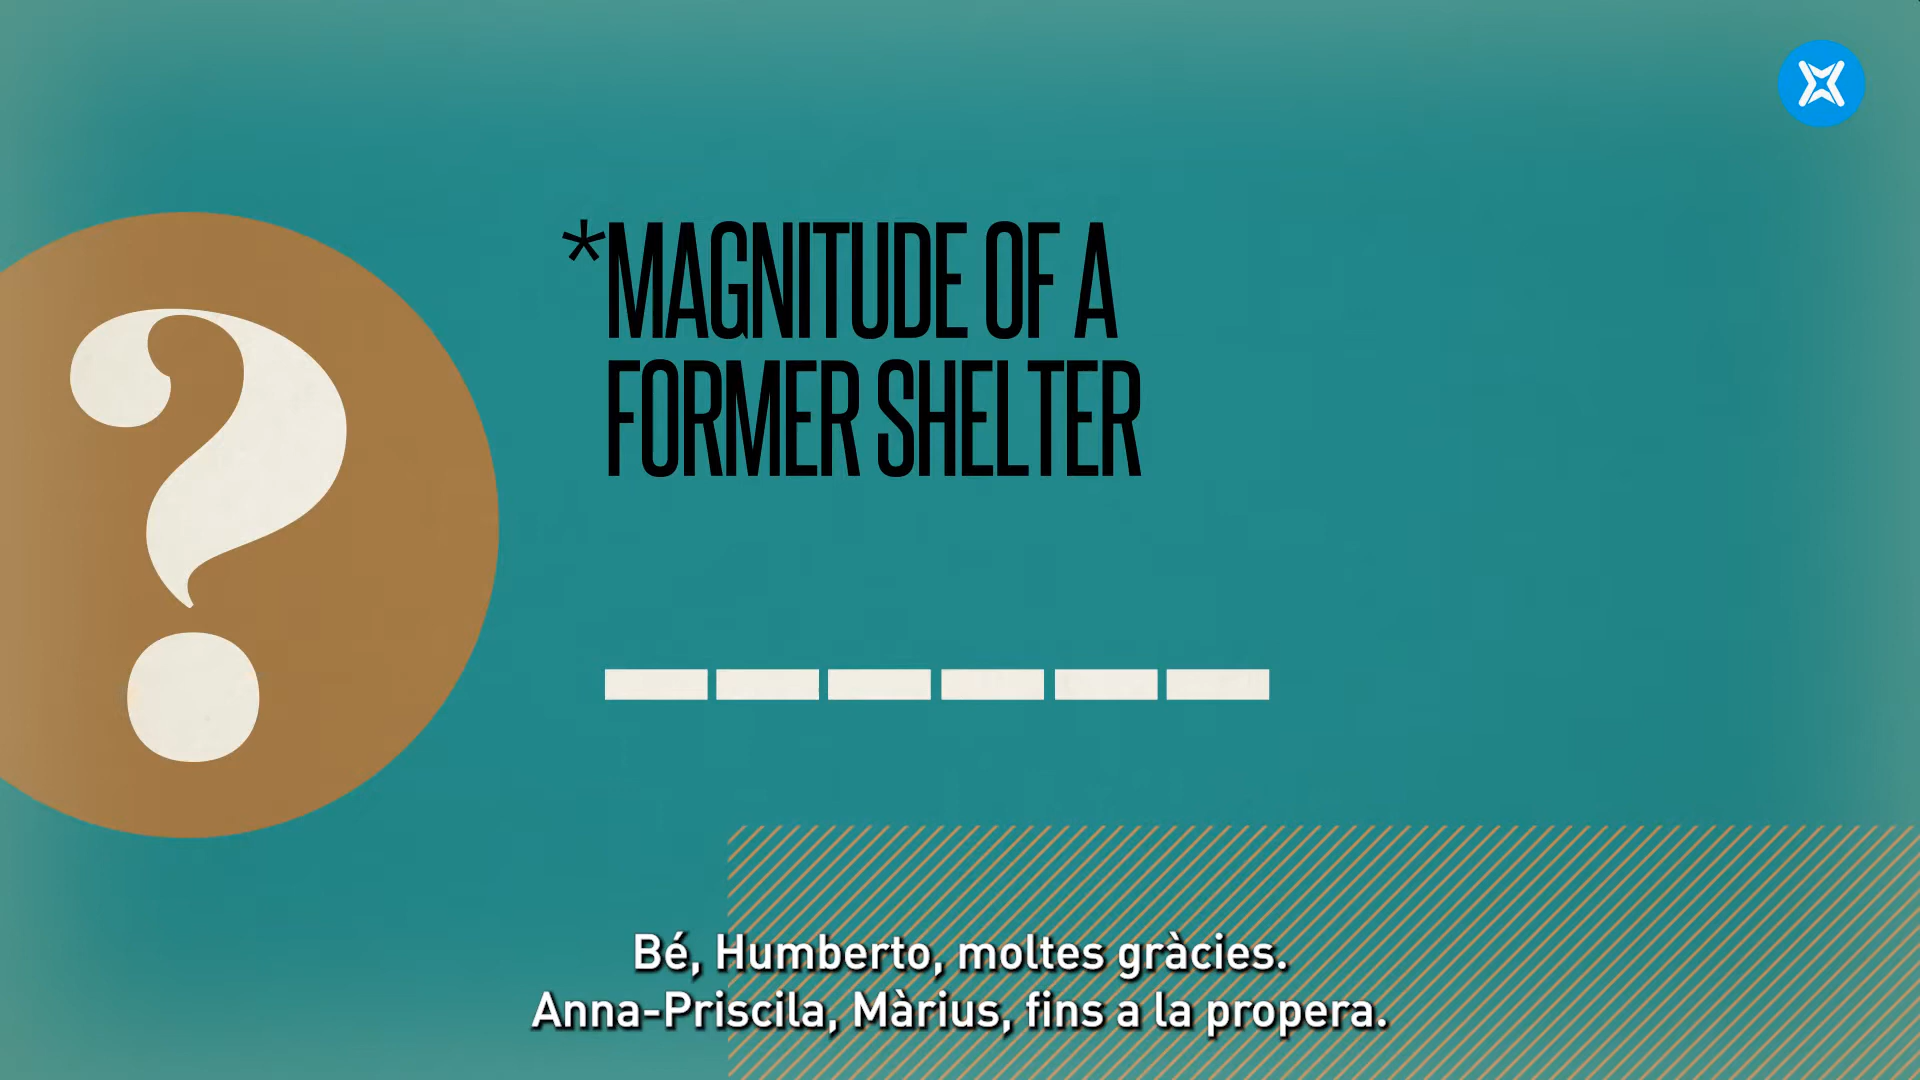 *MAGNITUDE OF A
FORMER SHELTER
?
Bé, Humberto, moltes gràcies.
Anna-Priscila, Màrius, fins a la propera.